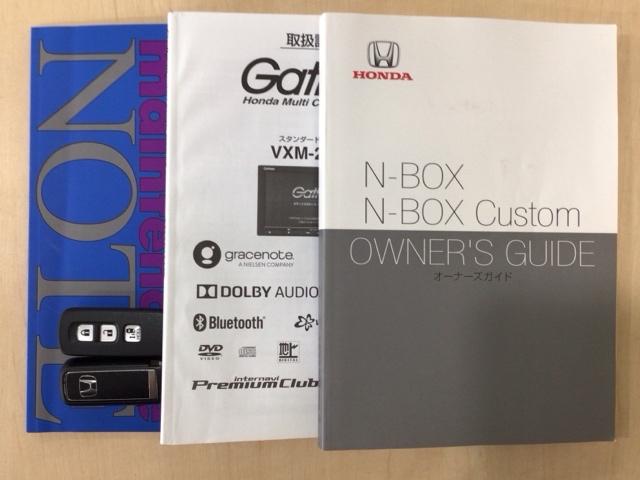 maintenance
NOTE
取扱説
Gath
Honda Multi C
スタンダード
VXM-2
Gath
gracenote.
A NIELSEN COMPANY
DOLBY AUDIO
Bluetooth
DVD
VIDEO
internavi
PremiumClub
HONDA
N-BOX
N-BOX Custom
OWNER'S GUIDE
オーナーズガイド